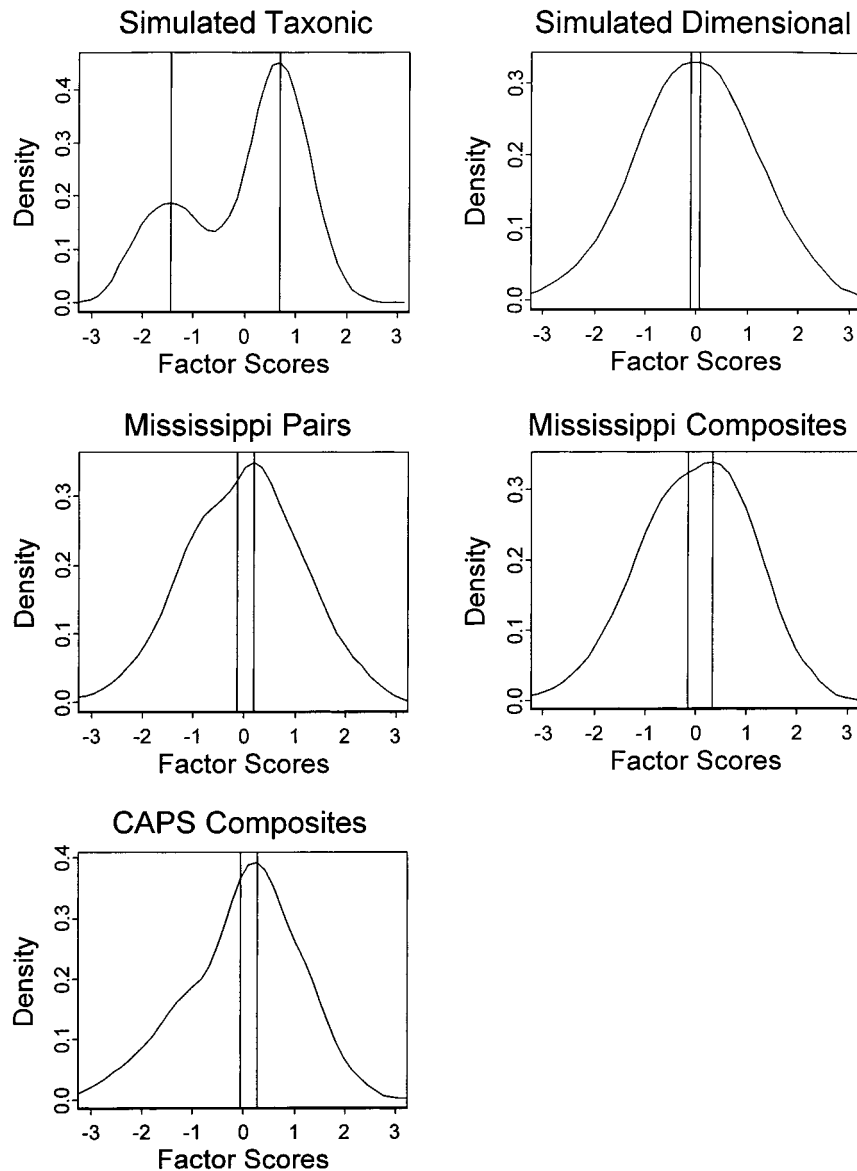 Simulated Taxonic
Density
0.0 0.1 0.2 0.3 0.4
-3 -2 -1 0 1 2 3
Factor Scores
Simulated Dimensional
Density
0.0 0.1 0.2 0.3
-3 -2 -1 0 1 2 3
Factor Scores
Mississippi Pairs
Density
0.0 0.1 0.2 0.3
-3 -2 -1 0 1 2 3
Factor Scores
Mississippi Composites
Density
0.0 0.1 0.2 0.3
-3 -2 -1 0 1 2 3
Factor Scores
CAPS Composites
Density
0.0 0.1 0.2 0.3 0.4
-3 -2 -1 0 1 2 3
Factor Scores